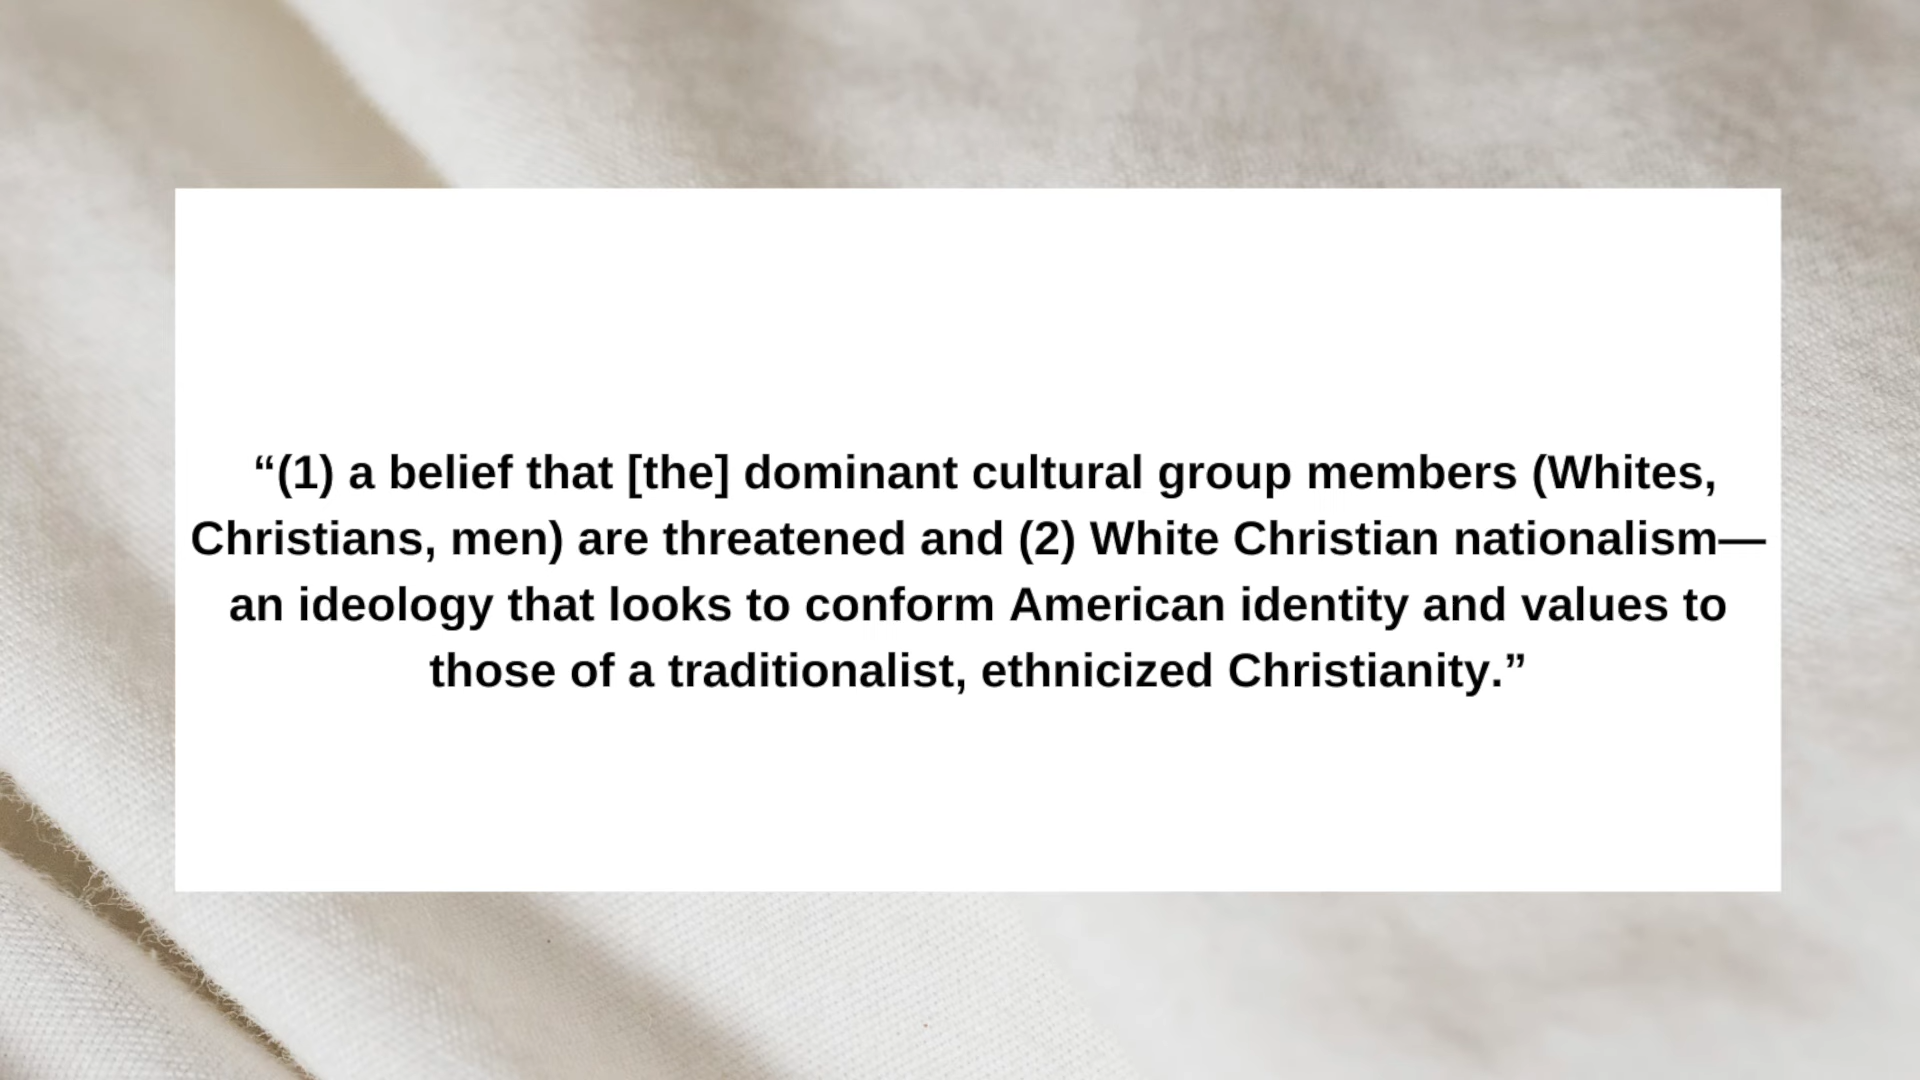 “(1) a belief that [the] dominant cultural group members (Whites,
Christians, men) are threatened and (2) White Christian nationalism—
an ideology that looks to conform American identity and values to
those of a traditionalist, ethnicized Christianity.”